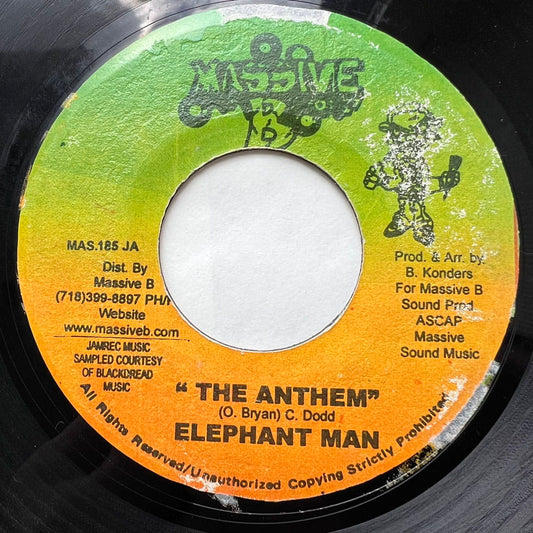 MASSIVE
B
MAS.185 JA
Dist. By
Massive B
(718)399-8897 PH/
Website
www.massiveb.com
JAMREC MUSIC
SAMPLED COURTESY
OF BLACKDREAD
MUSIC
Prod. & Arr. by:
B. Konders
For Massive B
Sound Prod.
ASCAP
Massive
Sound Music
“ THE ANTHEM”
(O. Bryan) C. Dodd
ELEPHANT MAN
All Rights Reserved/Unauthorized Copying Strictly Prohibited